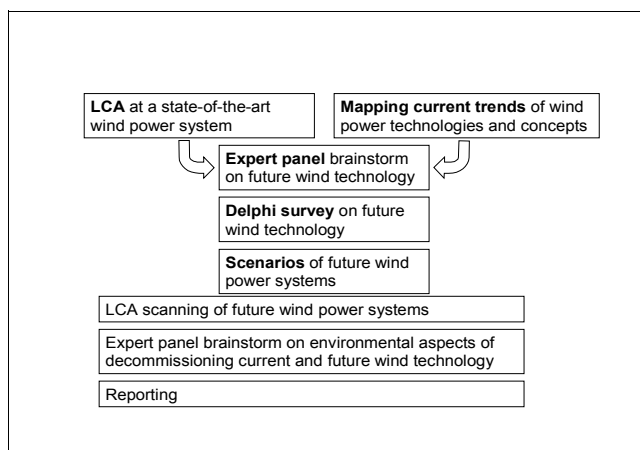 LCA at a state-of-the-art
wind power system
Mapping current trends of wind
power technologies and concepts
Expert panel brainstorm
on future wind technology
Delphi survey on future
wind technology
Scenarios of future wind
power systems
LCA scanning of future wind power systems
Expert panel brainstorm on environmental aspects of
decommissioning current and future wind technology
Reporting